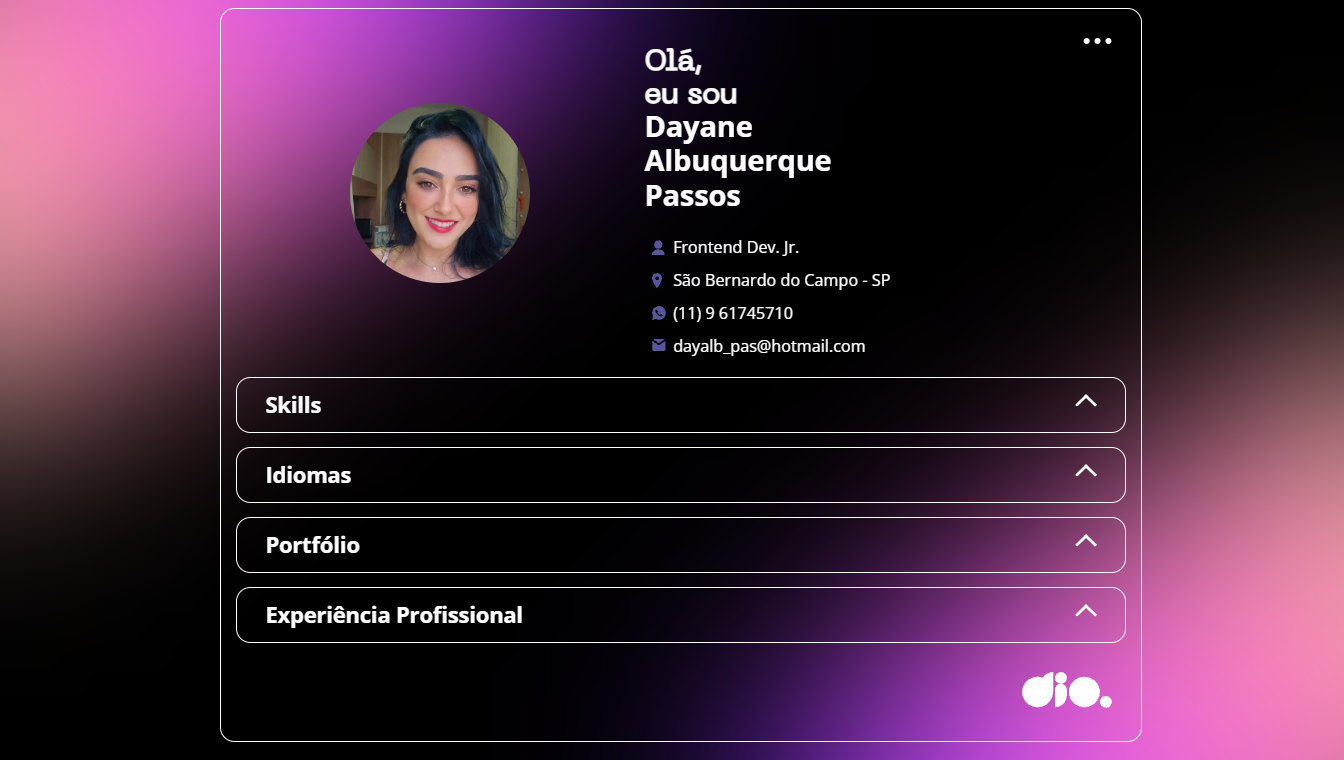 Olá,
eu sou
Dayane
Albuquerque
Passos
Frontend Dev. Jr.
São Bernardo do Campo - SP
(11) 9 61745710
dayalb_pas@hotmail.com
Skills
Idiomas
Portfólio
Experiência Profissional
dio.